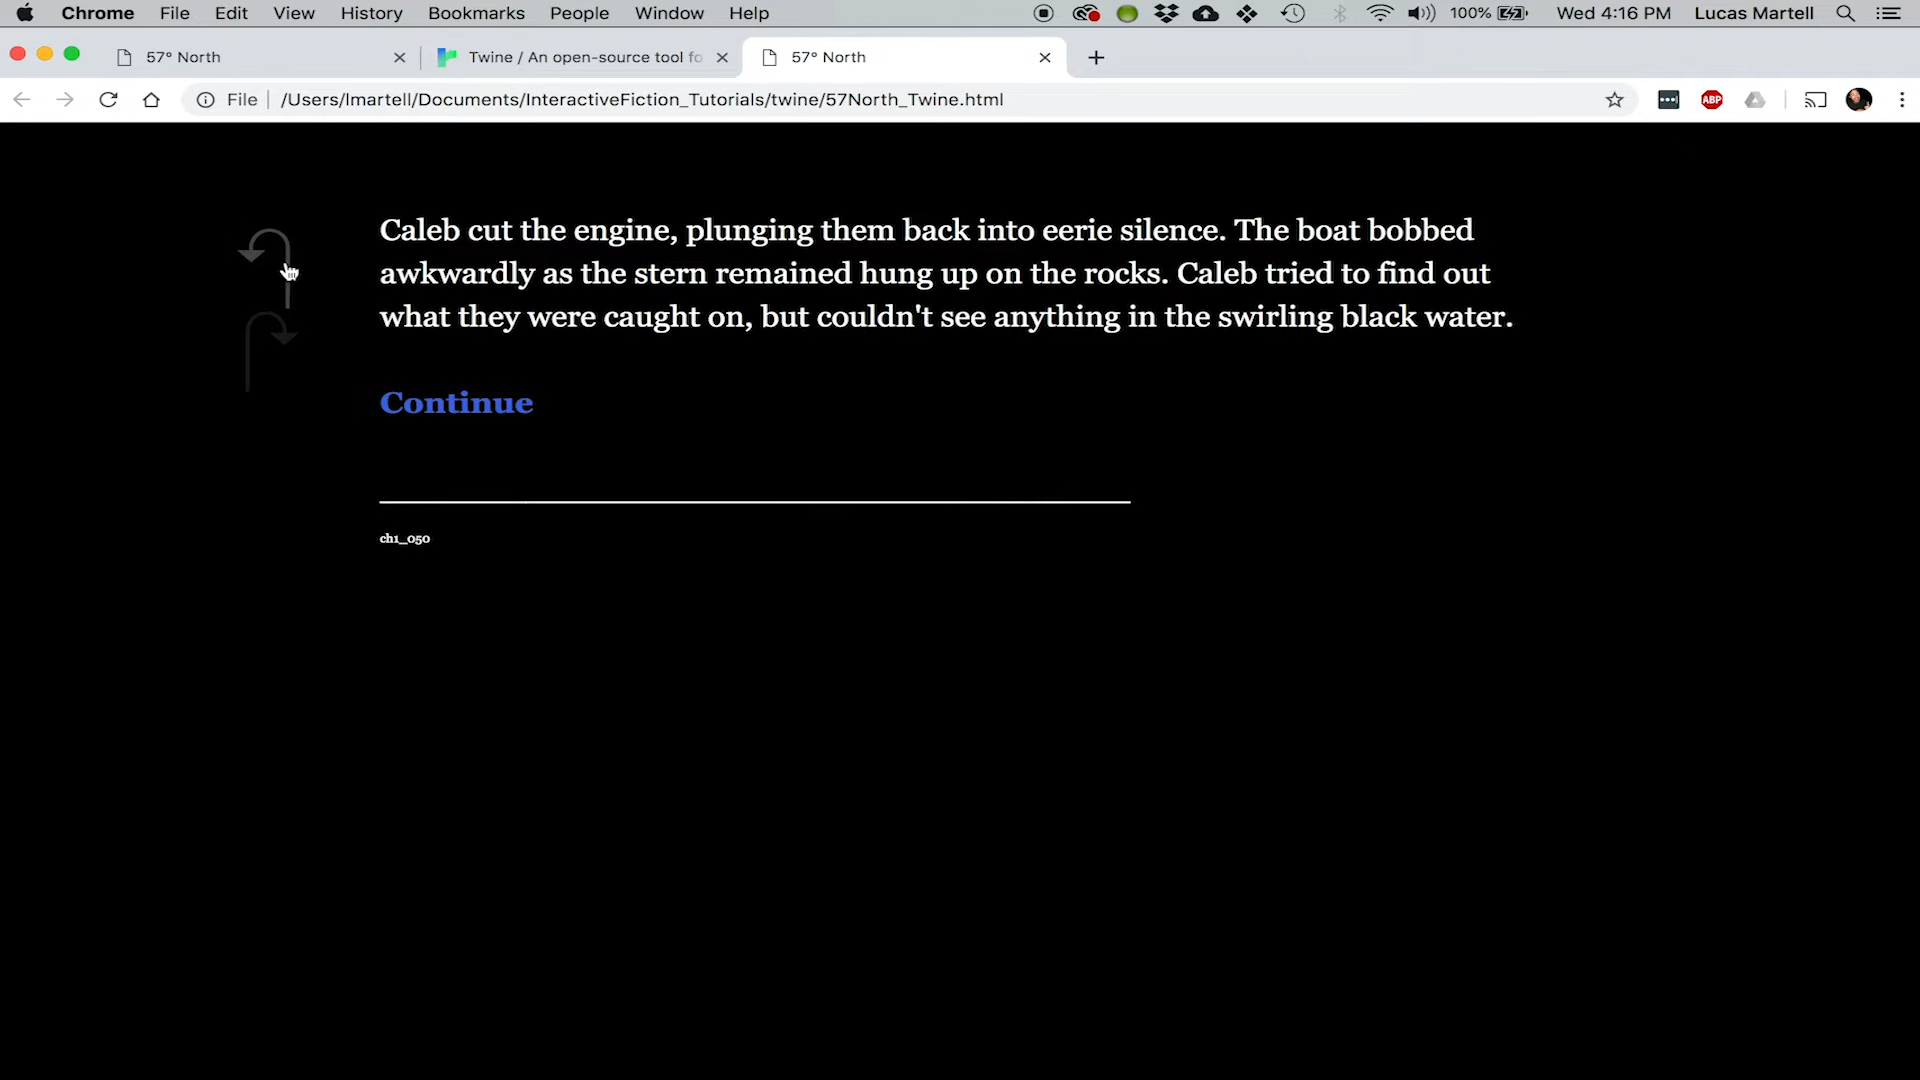 Chrome File Edit View History Bookmarks People Window Help 100% Wed 4:16 PM Lucas Martell
57° North Twine / An open-source tool fo 57° North
File /Users/lmartell/Documents/InteractiveFiction_Tutorials/twine/57North_Twine.html ABP
Caleb cut the engine, plunging them back into eerie silence. The boat bobbed
awkwardly as the stern remained hung up on the rocks. Caleb tried to find out
what they were caught on, but couldn't see anything in the swirling black water.
Continue
ch1_050